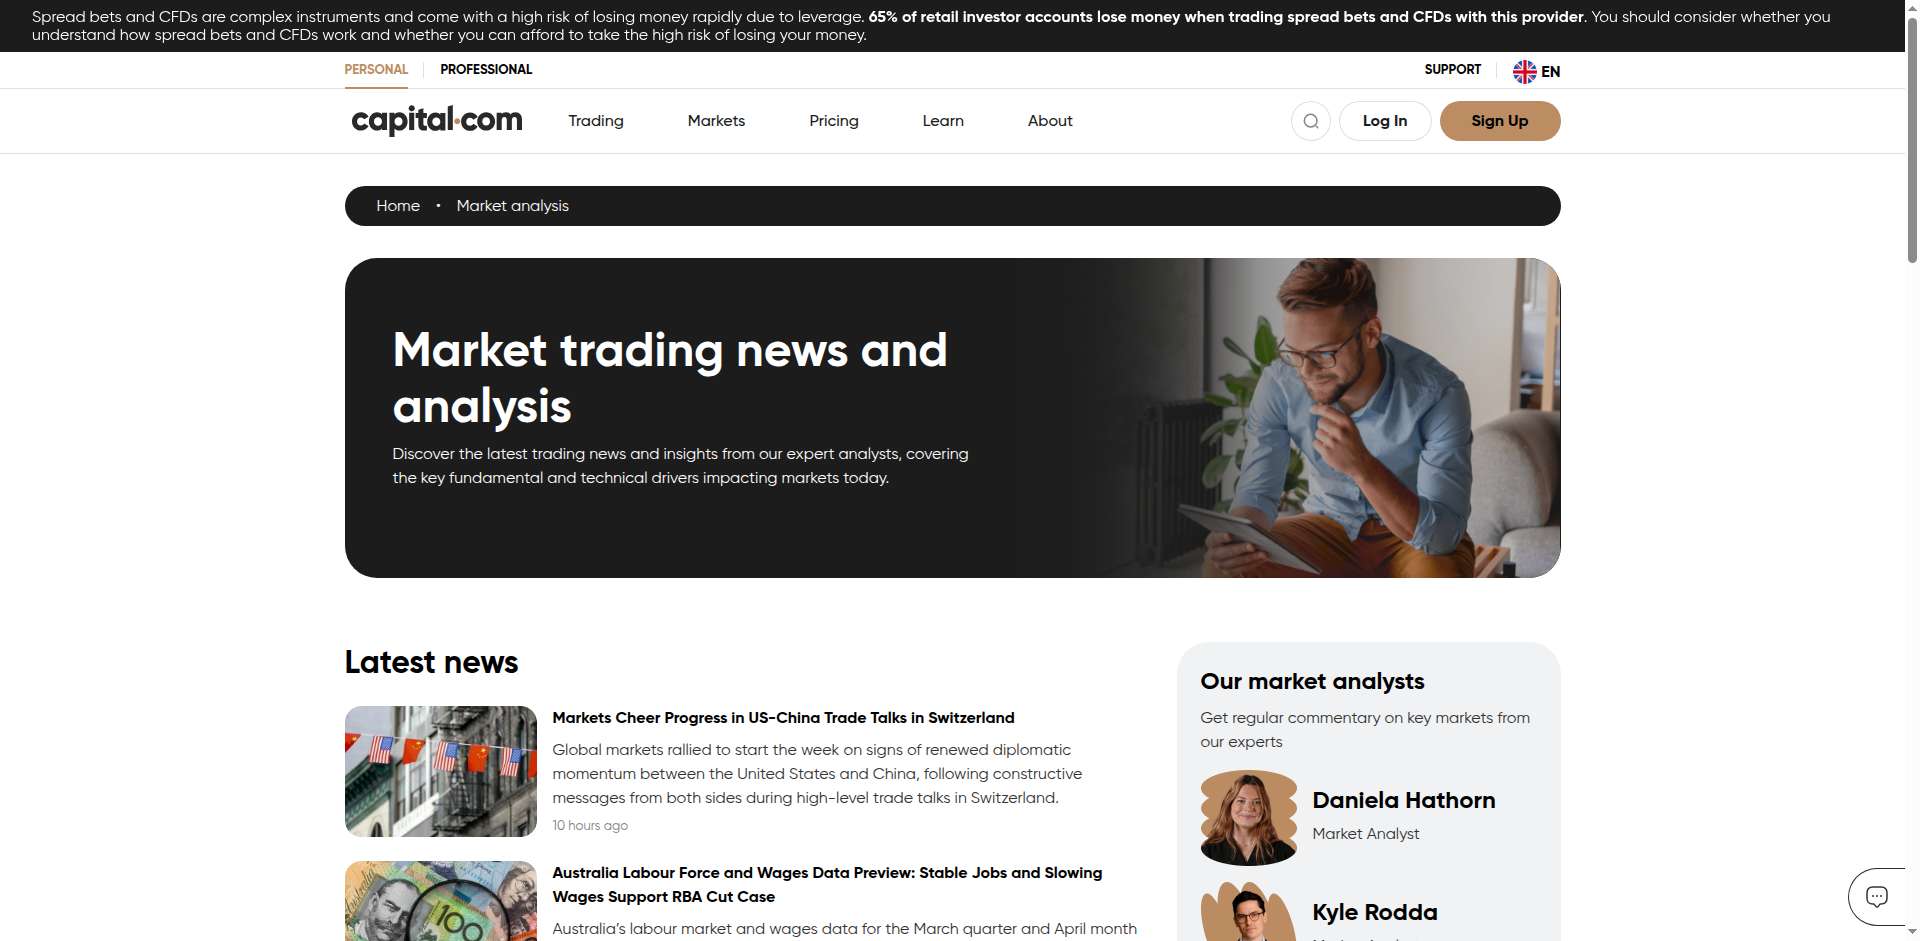 Spread bets and CFDs are complex instruments and come with a high risk of losing money rapidly due to leverage. 65% of retail investor accounts lose money when trading spread bets and CFDs with this provider. You should consider whether you
understand how spread bets and CFDs work and whether you can afford to take the high risk of losing your money.
PERSONAL
PROFESSIONAL
SUPPORT
EN
capital.com
Trading
Markets
Pricing
Learn
About
Log In
Sign Up
Home • Market analysis
Market trading news and
analysis
Discover the latest trading news and insights from our expert analysts, covering
the key fundamental and technical drivers impacting markets today.
Latest news
Markets Cheer Progress in US-China Trade Talks in Switzerland
Global markets rallied to start the week on signs of renewed diplomatic
momentum between the United States and China, following constructive
messages from both sides during high-level trade talks in Switzerland.
10 hours ago
100
Australia Labour Force and Wages Data Preview: Stable Jobs and Slowing
Wages Support RBA Cut Case
Australia's labour market and wages data for the March quarter and April month
Our market analysts
Get regular commentary on key markets from
our experts
Daniela Hathorn
Market Analyst
Kyle Rodda